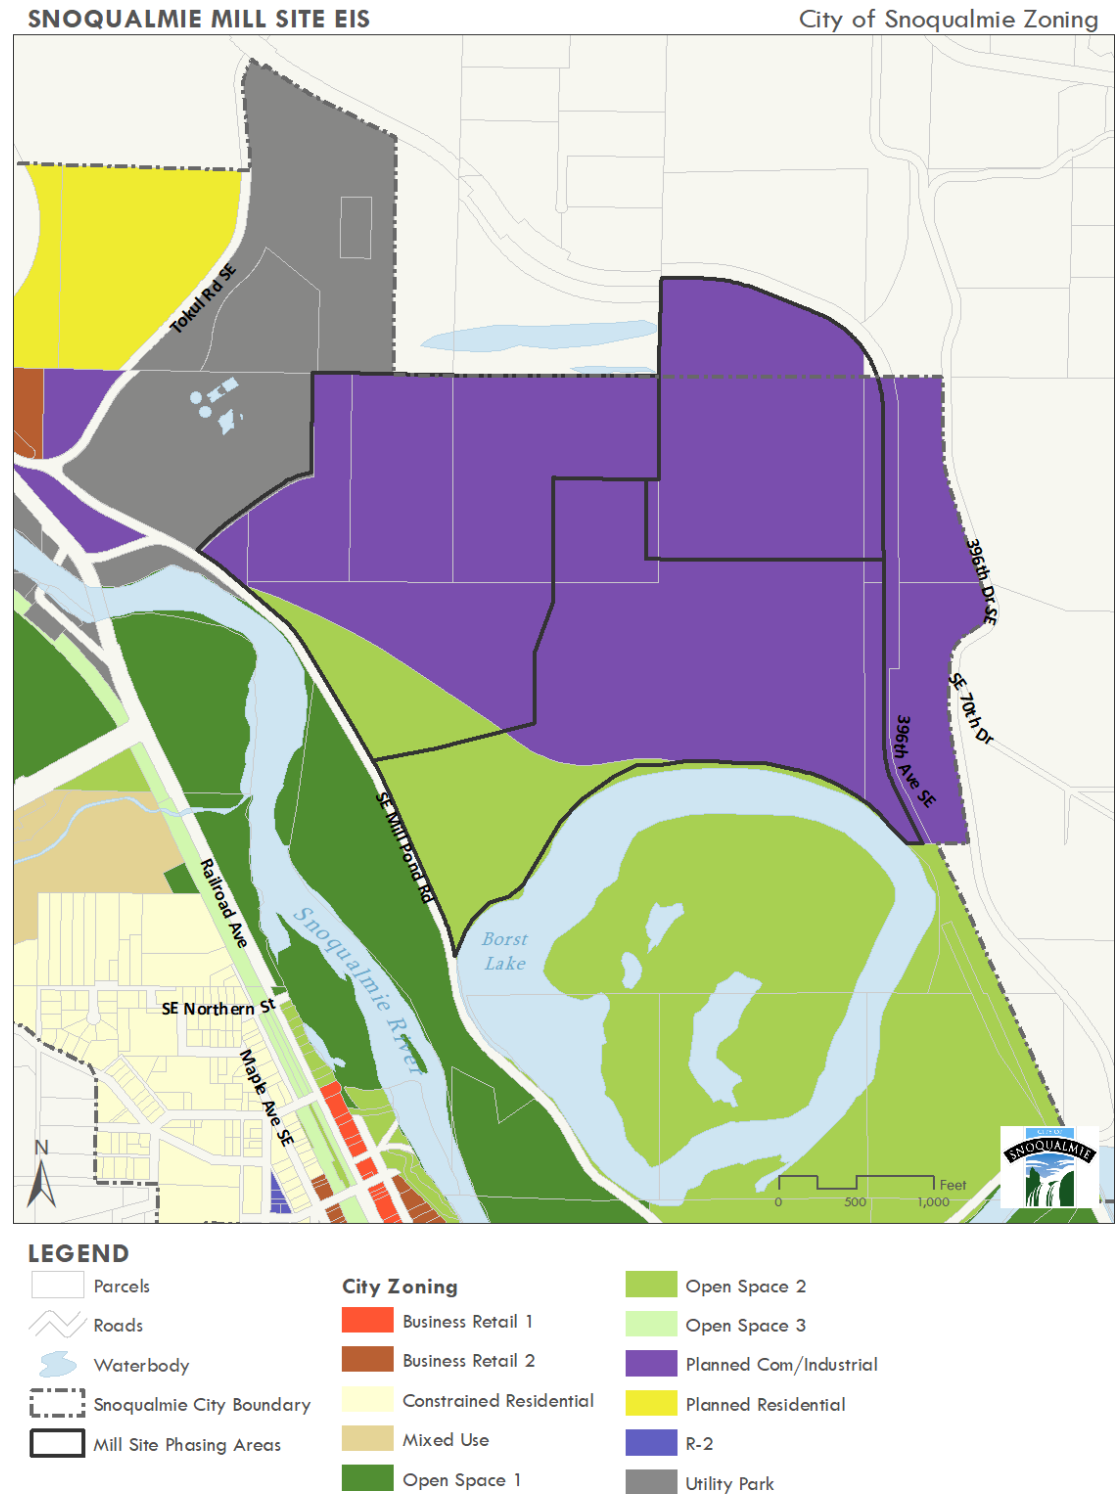 SNOQUALMIE MILL SITE EIS
City of Snoqualmie Zoning
Tokul Rd SE
396th Dr SE
SE 70th Dr
396th Ave SE
SE Mill Pond Rd
Railroad Ave
Snoqualmie River
Borst
Lake
SE Northern St
Maple Ave SE
N
CITY OF
SNOQUALMIE
Feet
0 500 1,000
LEGEND
Parcels
Roads
Waterbody
Snoqualmie City Boundary
Mill Site Phasing Areas
City Zoning
Business Retail 1
Business Retail 2
Constrained Residential
Mixed Use
Open Space 1
Open Space 2
Open Space 3
Planned Com/Industrial
Planned Residential
R-2
Utility Park